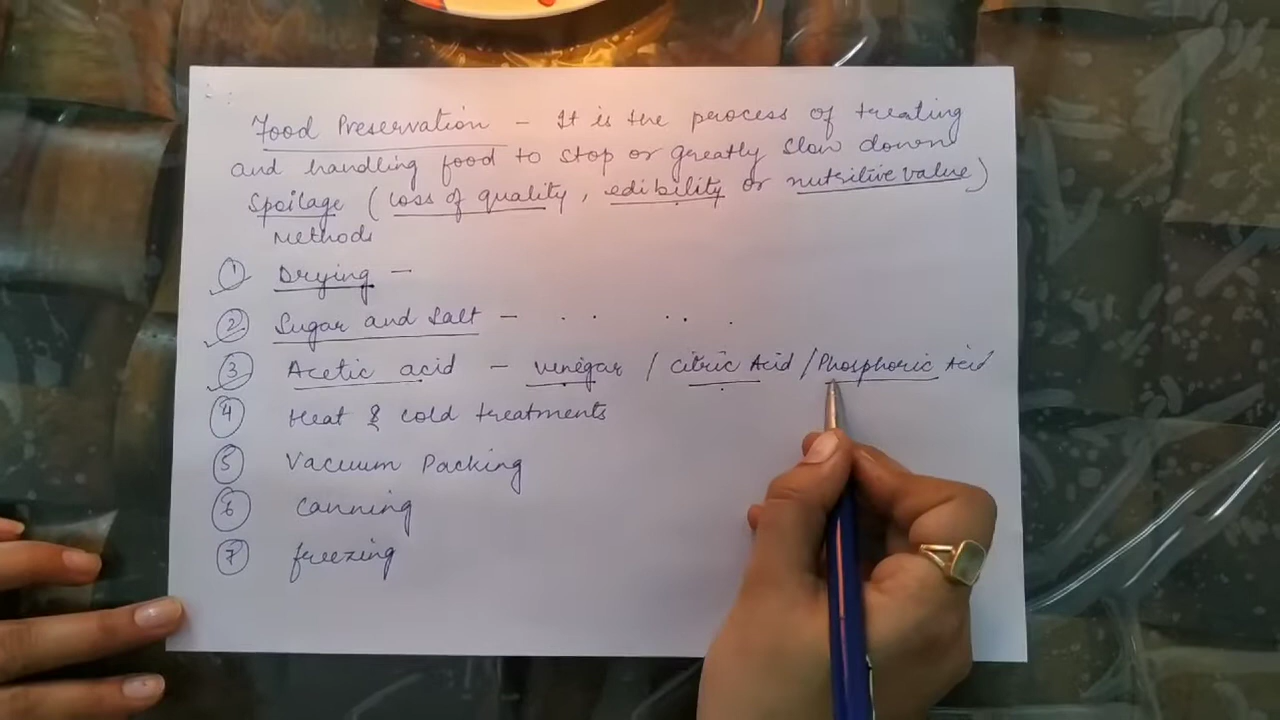 Food Preservation - It is the process of treating
and handling food to stop or greatly slow down
spoilage (loss of quality, edibility or nutritive value)
Methods
① Drying -
② Sugar and salt -
③ Acetic acid - venegar / Citric Acid / Phosphoric Acid
④ Heat & cold treatments
⑤ Vacuum Packing
⑥ canning
⑦ freezing